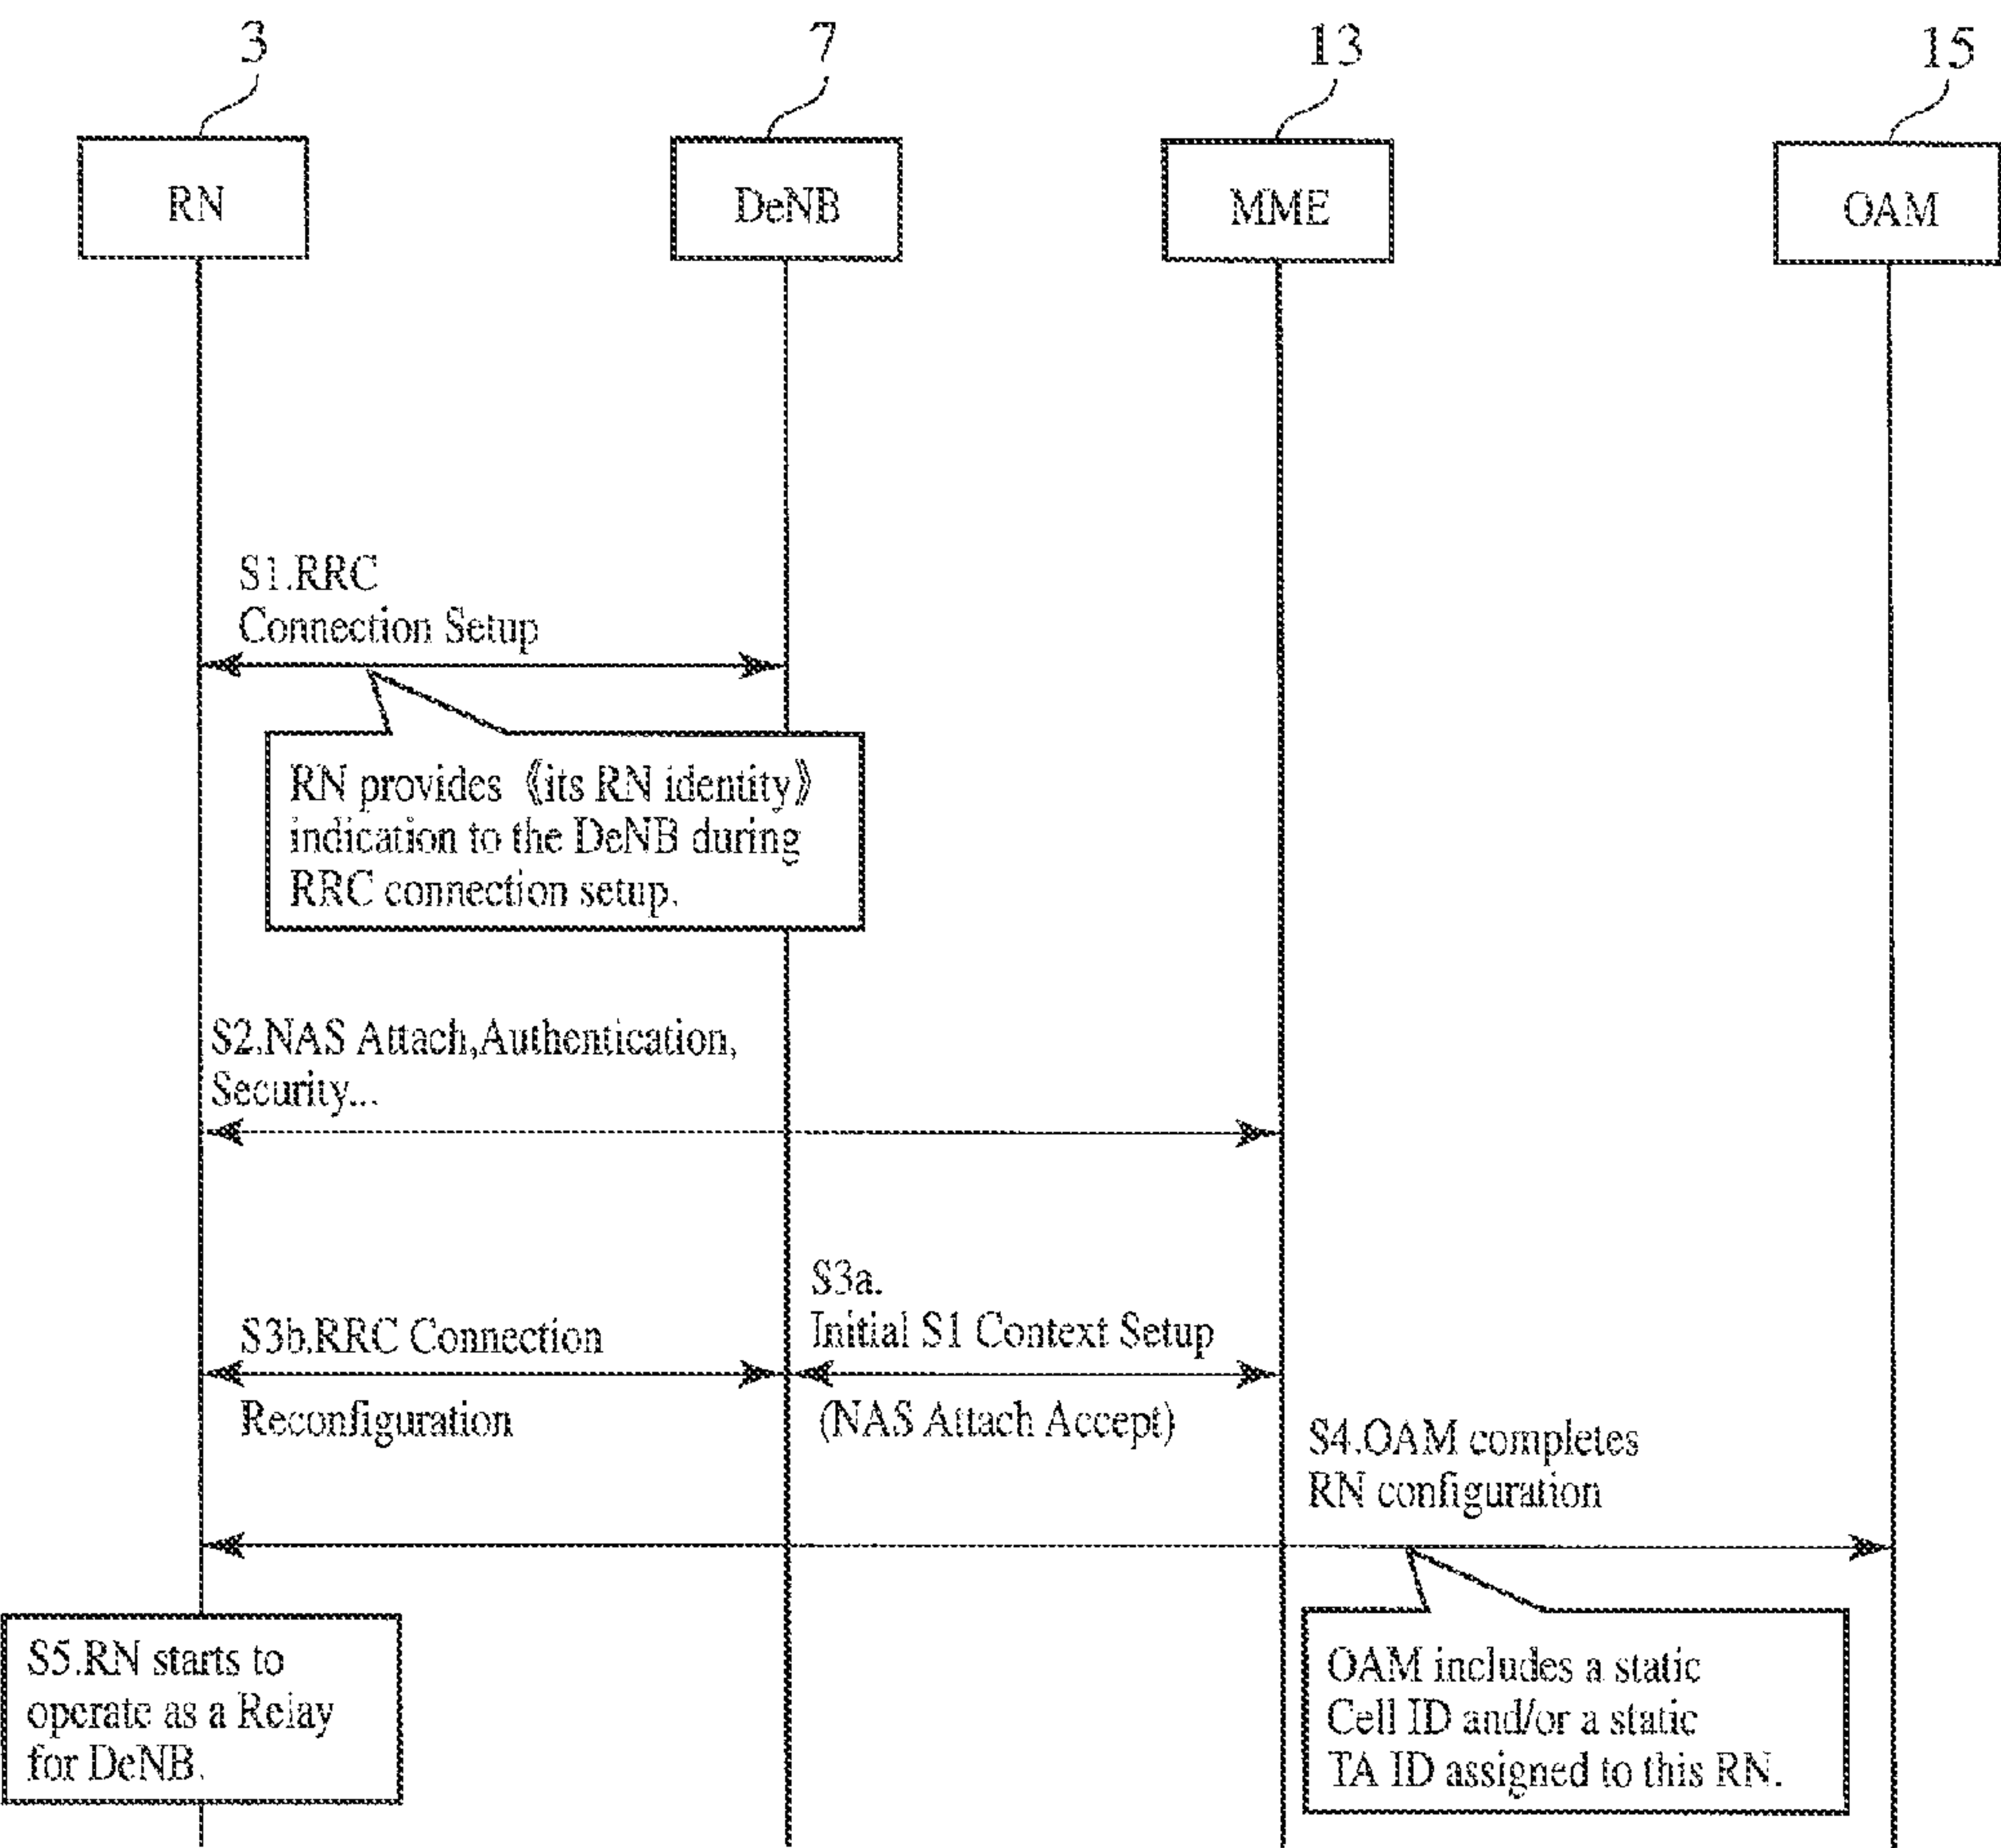 3
7
13
15
RN
DeNB
MME
OAM
S1.RRC
Connection Setup
RN provides 《its RN identity》
indication to the DeNB during
RRC connection setup.
S2.NAS Attach,Authentication,
Security...
S3a.
Initial S1 Context Setup
S3b.RRC Connection
Reconfiguration
(NAS Attach Accept)
S4.OAM completes
RN configuration
S5.RN starts to
operate as a Relay
for DeNB.
OAM includes a static
Cell ID and/or a static
TA ID assigned to this RN.